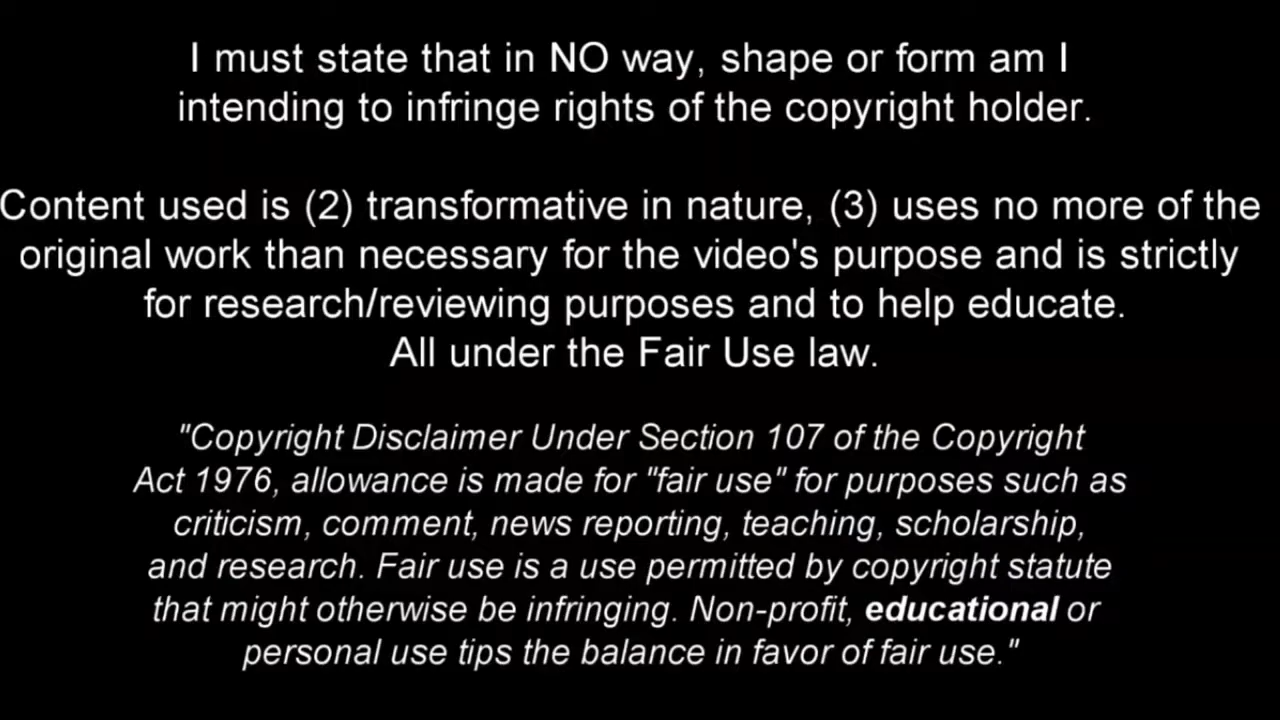 I must state that in NO way, shape or form am I
intending to infringe rights of the copyright holder.
Content used is (2) transformative in nature, (3) uses no more of the
original work than necessary for the video's purpose and is strictly
for research/reviewing purposes and to help educate.
All under the Fair Use law.
"Copyright Disclaimer Under Section 107 of the Copyright
Act 1976, allowance is made for "fair use" for purposes such as
criticism, comment, news reporting, teaching, scholarship,
and research. Fair use is a use permitted by copyright statute
that might otherwise be infringing. Non-profit, educational or
personal use tips the balance in favor of fair use."